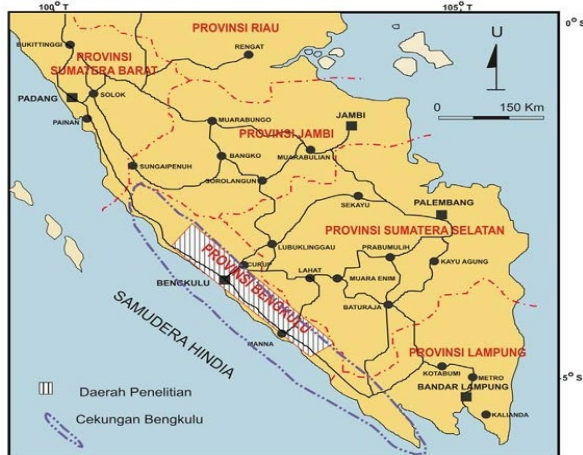 100° T
105° T
0° S
PROVINSI RIAU
BUKITTINGGI
RENGAT
PROVINSI
SUMATERA BARAT
U
SOLOK
PADANG
0 150 Km
PAINAN
MUARABUNGO
JAMBI
PROVINSI JAMBI
BANGKO
MUARABULIAN
SUNGAIPENUH
SOROLANGUN
SEKAYU
PALEMBANG
PROVINSI SUMATERA SELATAN
LUBUKLINGGAU
PRABUMULIH
KAYU AGUNG
PROVINSI BENGKULU
CURUP
LAHAT
MUARA ENIM
BENGKULU
BATURAJA
SAMUDERA HINDIA
MANNA
PROVINSI LAMPUNG
KOTABUMI
METRO
5° S
BANDAR LAMPUNG
KALIANDA
Daerah Penelitian
Cekungan Bengkulu